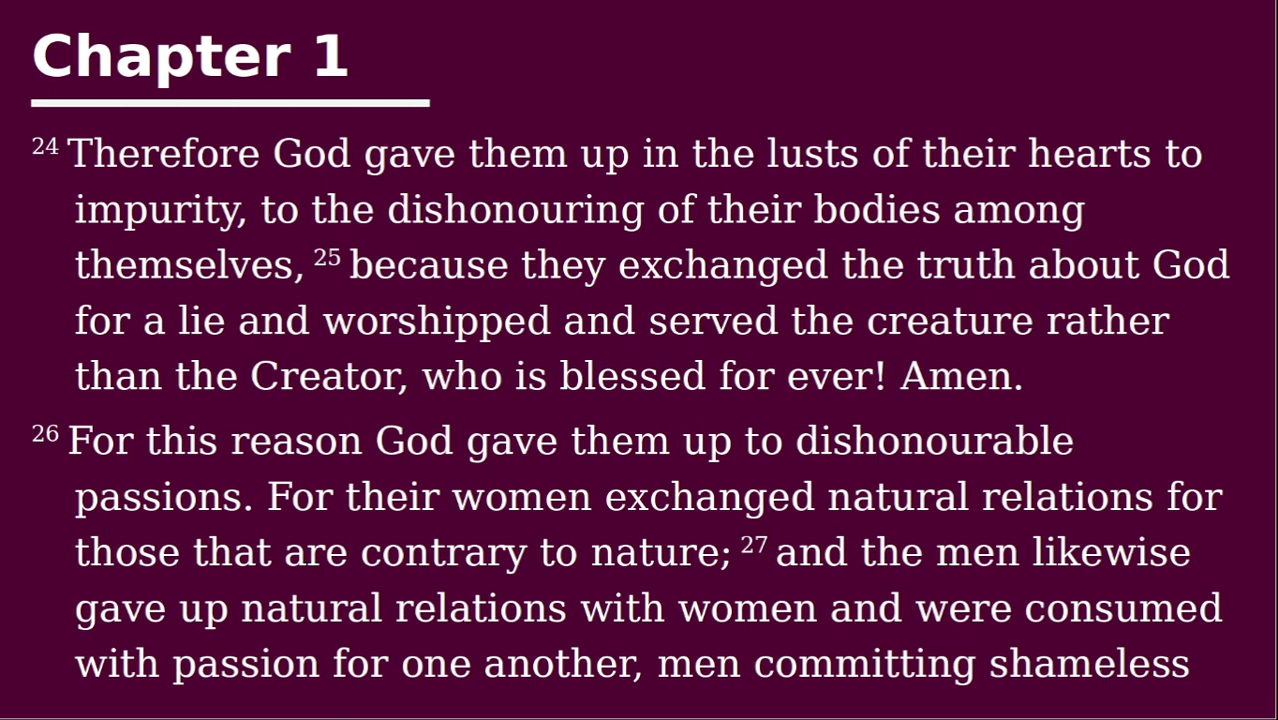 Chapter 1
24 Therefore God gave them up in the lusts of their hearts to
impurity, to the dishonouring of their bodies among
themselves, 25 because they exchanged the truth about God
for a lie and worshipped and served the creature rather
than the Creator, who is blessed for ever! Amen.
26 For this reason God gave them up to dishonourable
passions. For their women exchanged natural relations for
those that are contrary to nature; 27 and the men likewise
gave up natural relations with women and were consumed
with passion for one another, men committing shameless